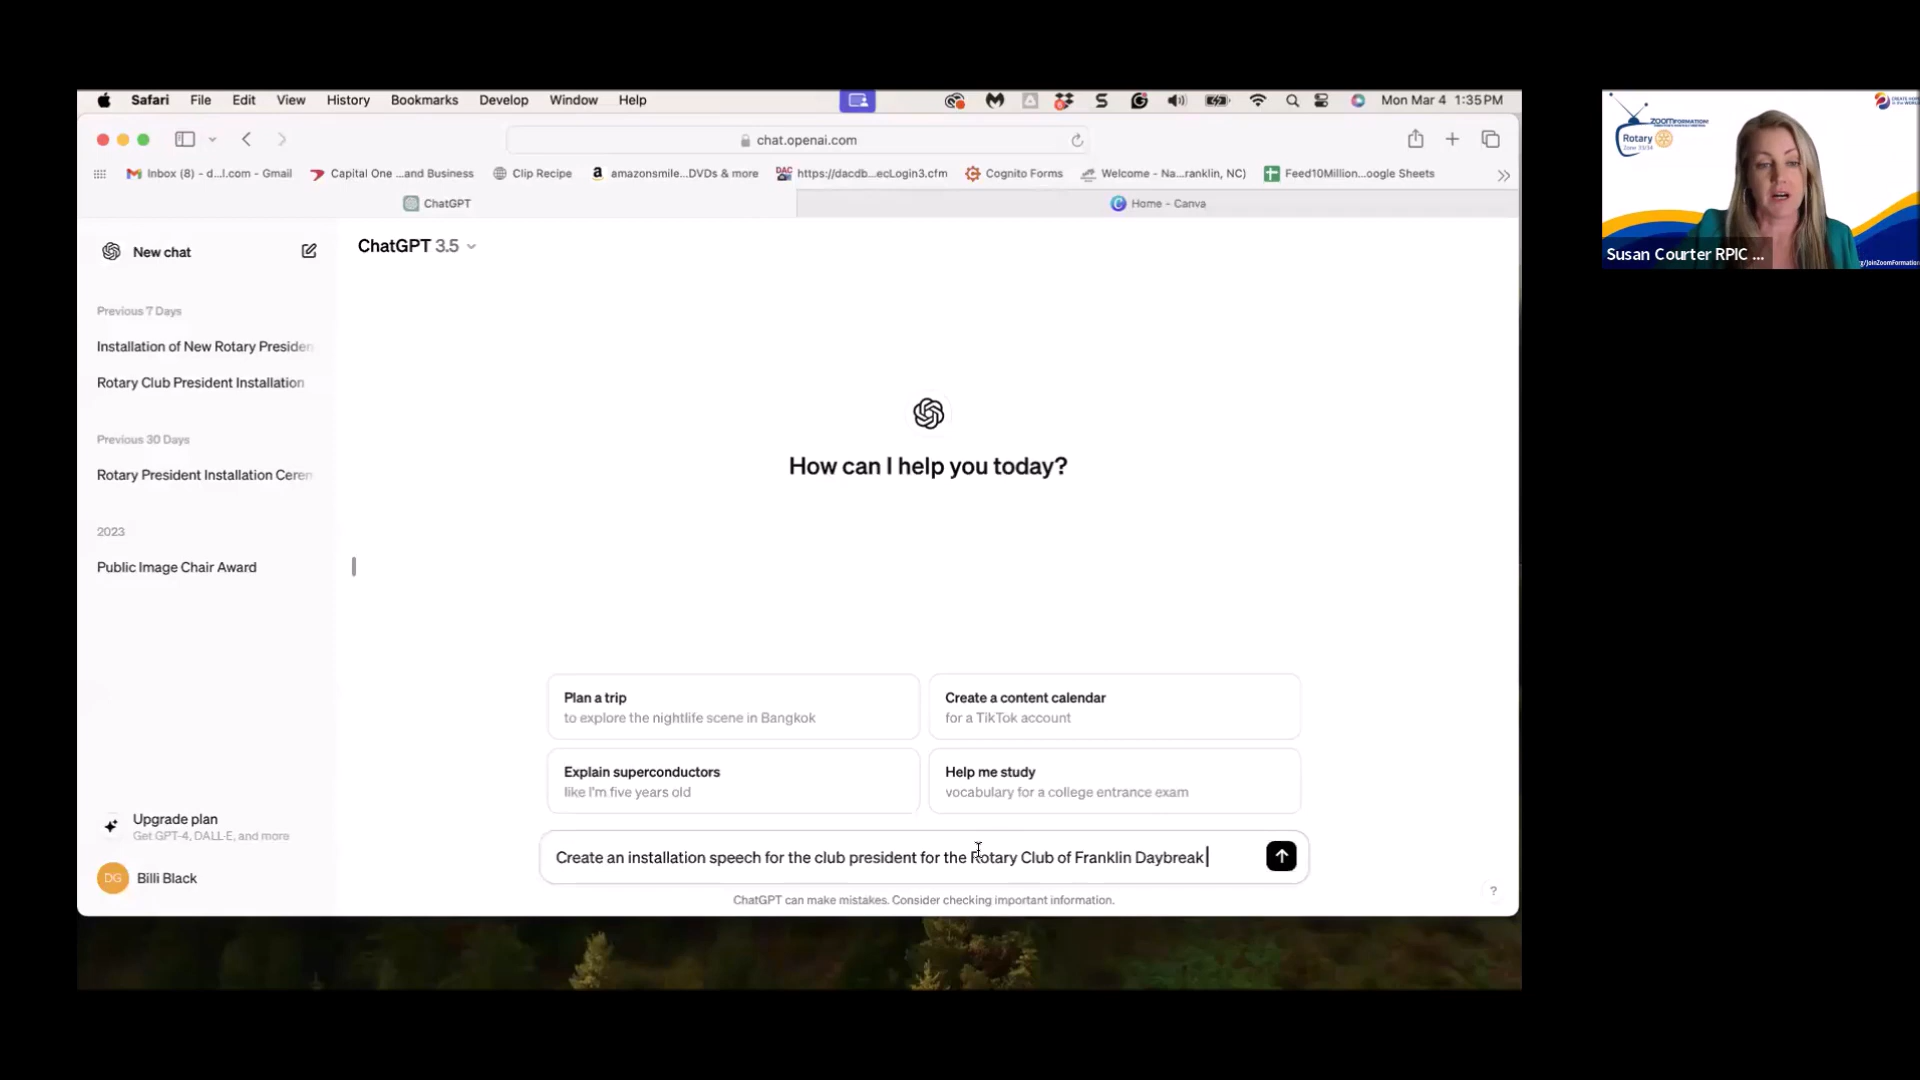 Safari File Edit View History Bookmarks Develop Window Help Mon Mar 4 1:35PM
chat.openai.com
Inbox (8) - d...l.com - Gmail Capital One ...and Business Clip Recipe amazonsmile...DVDs & more https://dacdb...ecLogin3.cfm Cognito Forms Welcome - Na...ranklin, NC) Feed10Million...oogle Sheets
ChatGPT Home - Canva
New chat
ChatGPT 3.5
Previous 7 Days
Installation of New Rotary Presiden
Rotary Club President Installation
Previous 30 Days
Rotary President Installation Cerem
2023
Public Image Chair Award
Upgrade plan
Get GPT-4, DALL·E, and more
DG Billi Black
How can I help you today?
Plan a trip
to explore the nightlife scene in Bangkok
Create a content calendar
for a TikTok account
Explain superconductors
like I'm five years old
Help me study
vocabulary for a college entrance exam
Create an installation speech for the club president for the Rotary Club of Franklin Daybreak
ChatGPT can make mistakes. Consider checking important information.
?
ZOOMFORMATION
Rotary
Zone 33/34
Susan Courter RPIC ...